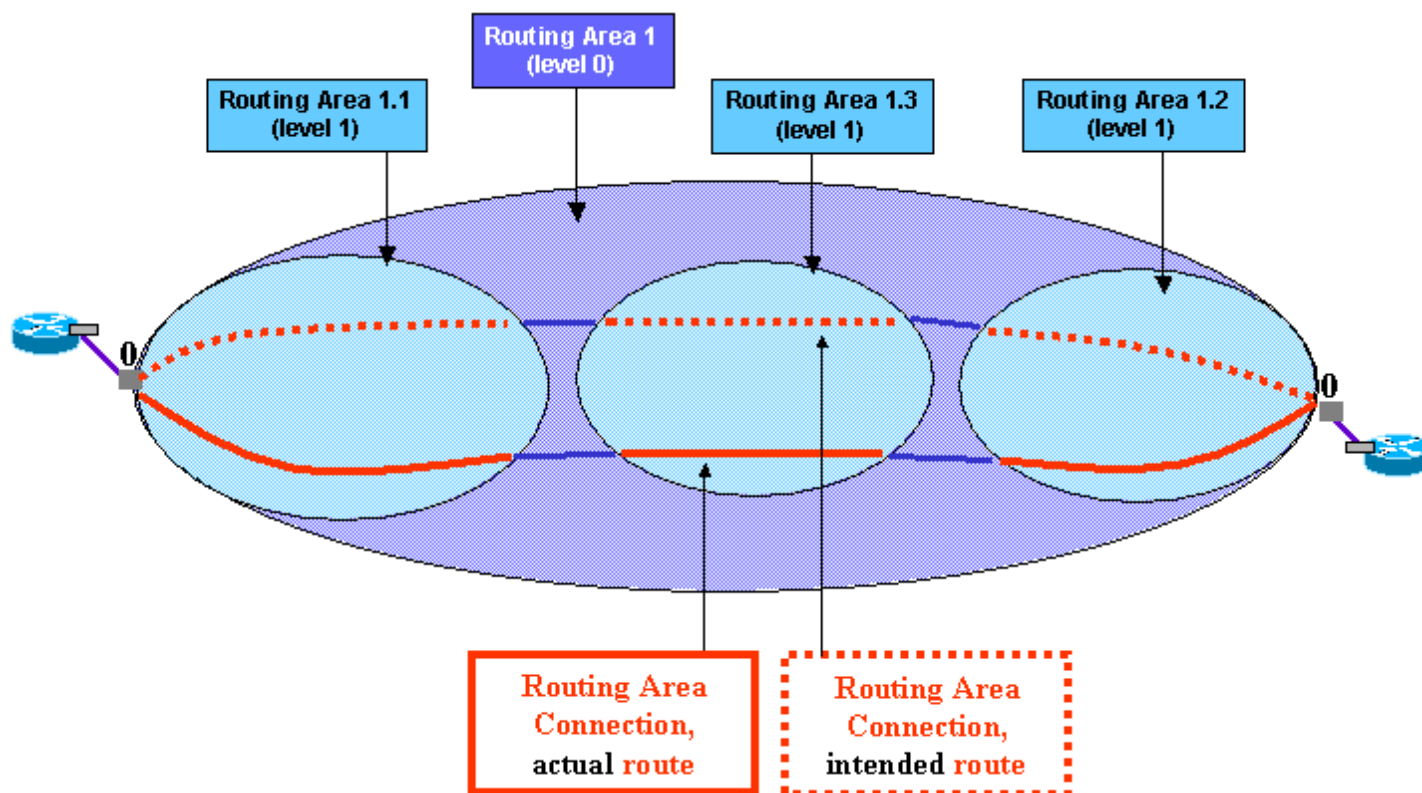 Routing Area 1
(level 0)
Routing Area 1.1
(level 1)
Routing Area 1.3
(level 1)
Routing Area 1.2
(level 1)
0
0
Routing Area
Connection,
actual route
Routing Area
Connection,
intended route